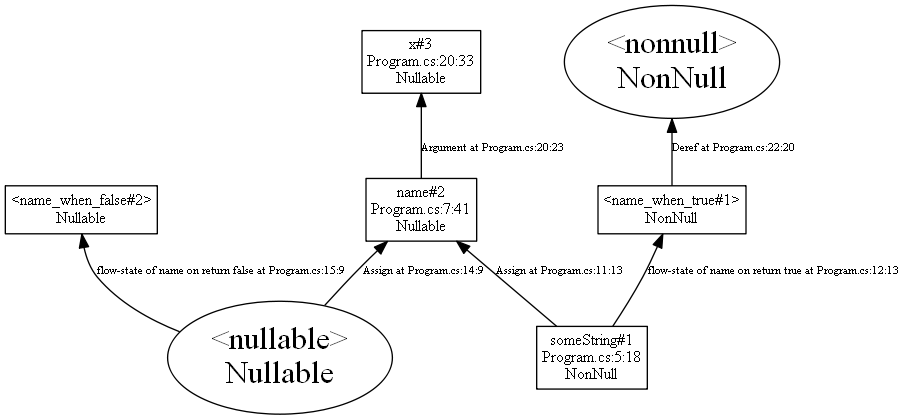 x#3
Program.cs:20:33
Nullable
<nonnull>
NonNull
Argument at Program.cs:20:23
Deref at Program.cs:22:20
<name_when_false#2>
Nullable
name#2
Program.cs:7:41
Nullable
<name_when_true#1>
NonNull
flow-state of name on return false at Program.cs:15:9
Assign at Program.cs:14:9
Assign at Program.cs:11:13
flow-state of name on return true at Program.cs:12:13
<nullable>
Nullable
someString#1
Program.cs:5:18
NonNull